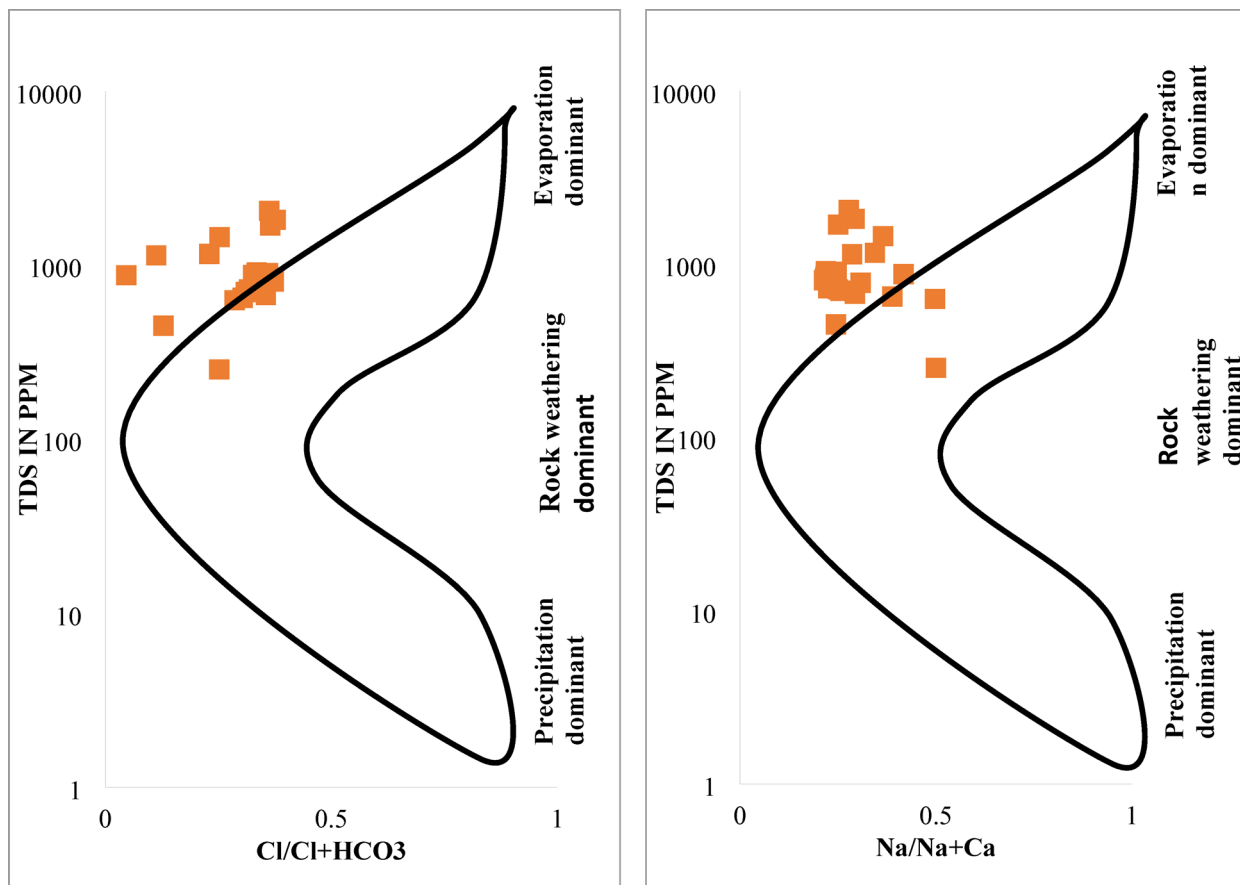 10000
1000
100
10
1
TDS IN PPM
0
0.5
1
Cl/Cl+HCO3
Evaporation
dominant
Rock weathering
dominant
Precipitation
dominant
10000
1000
100
10
1
TDS IN PPM
0
0.5
1
Na/Na+Ca
Evaporatio
n dominant
Rock
weathering
dominant
Precipitation
dominant